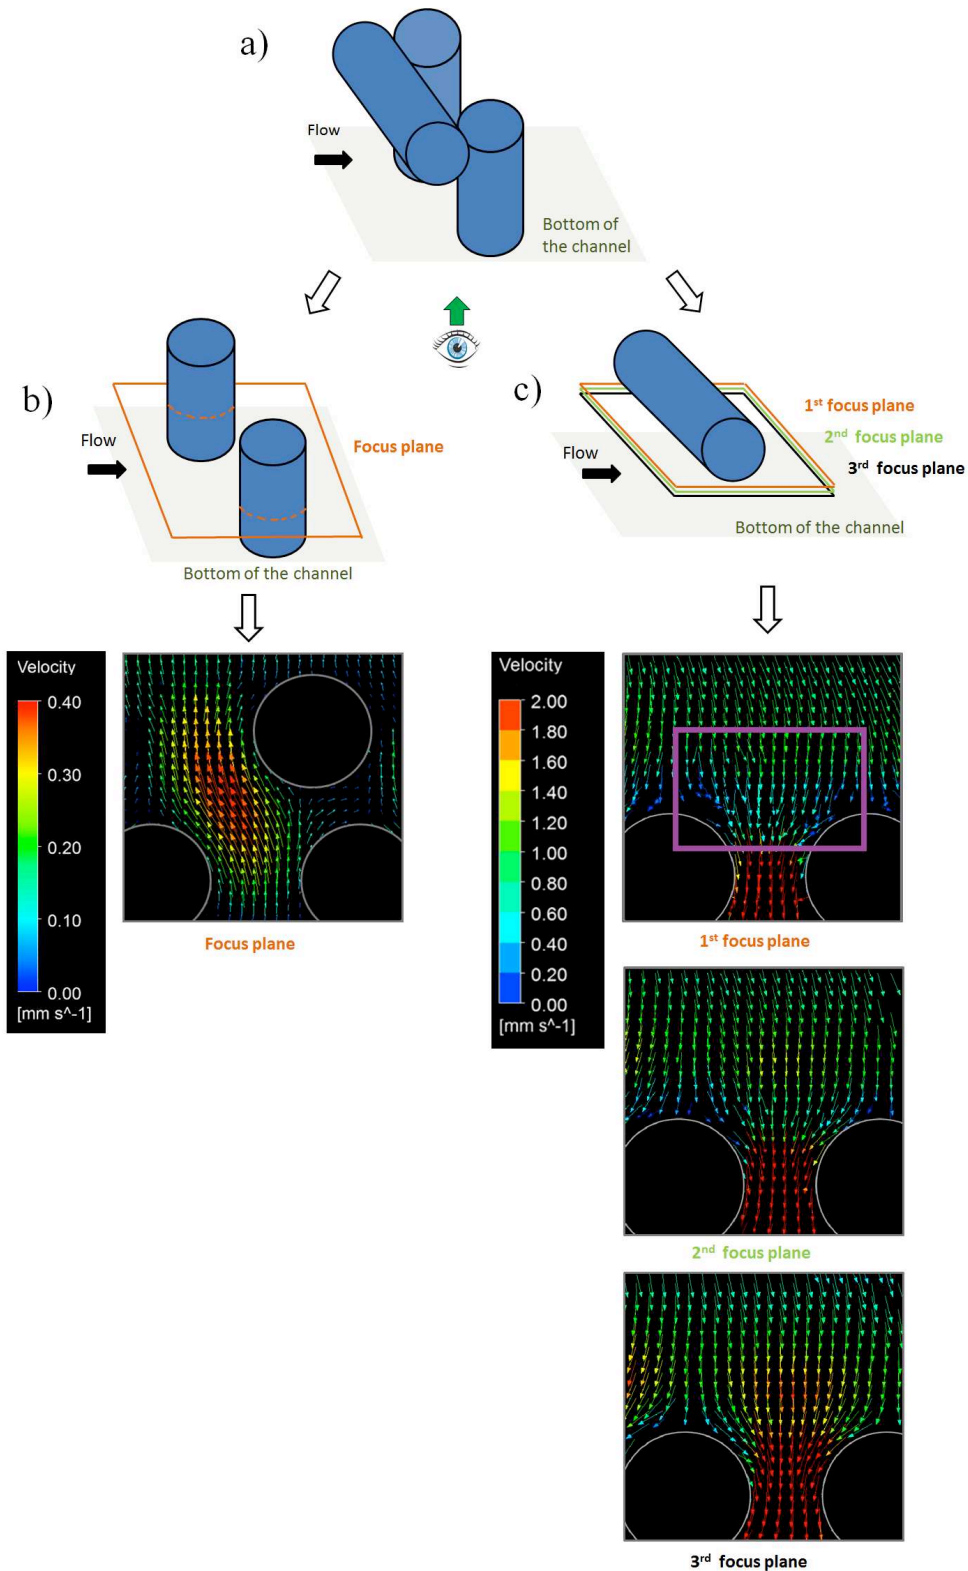 a)
Flow
Bottom of
the channel
b)
Flow
Focus plane
Bottom of the channel
c)
1st focus plane
2nd focus plane
3rd focus plane
Flow
Bottom of the channel
Velocity
0.40
0.30
0.20
0.10
0.00
[mm s^-1]
Focus plane
Velocity
2.00
1.80
1.60
1.40
1.20
1.00
0.80
0.60
0.40
0.20
0.00
[mm s^-1]
1st focus plane
2nd focus plane
3rd focus plane